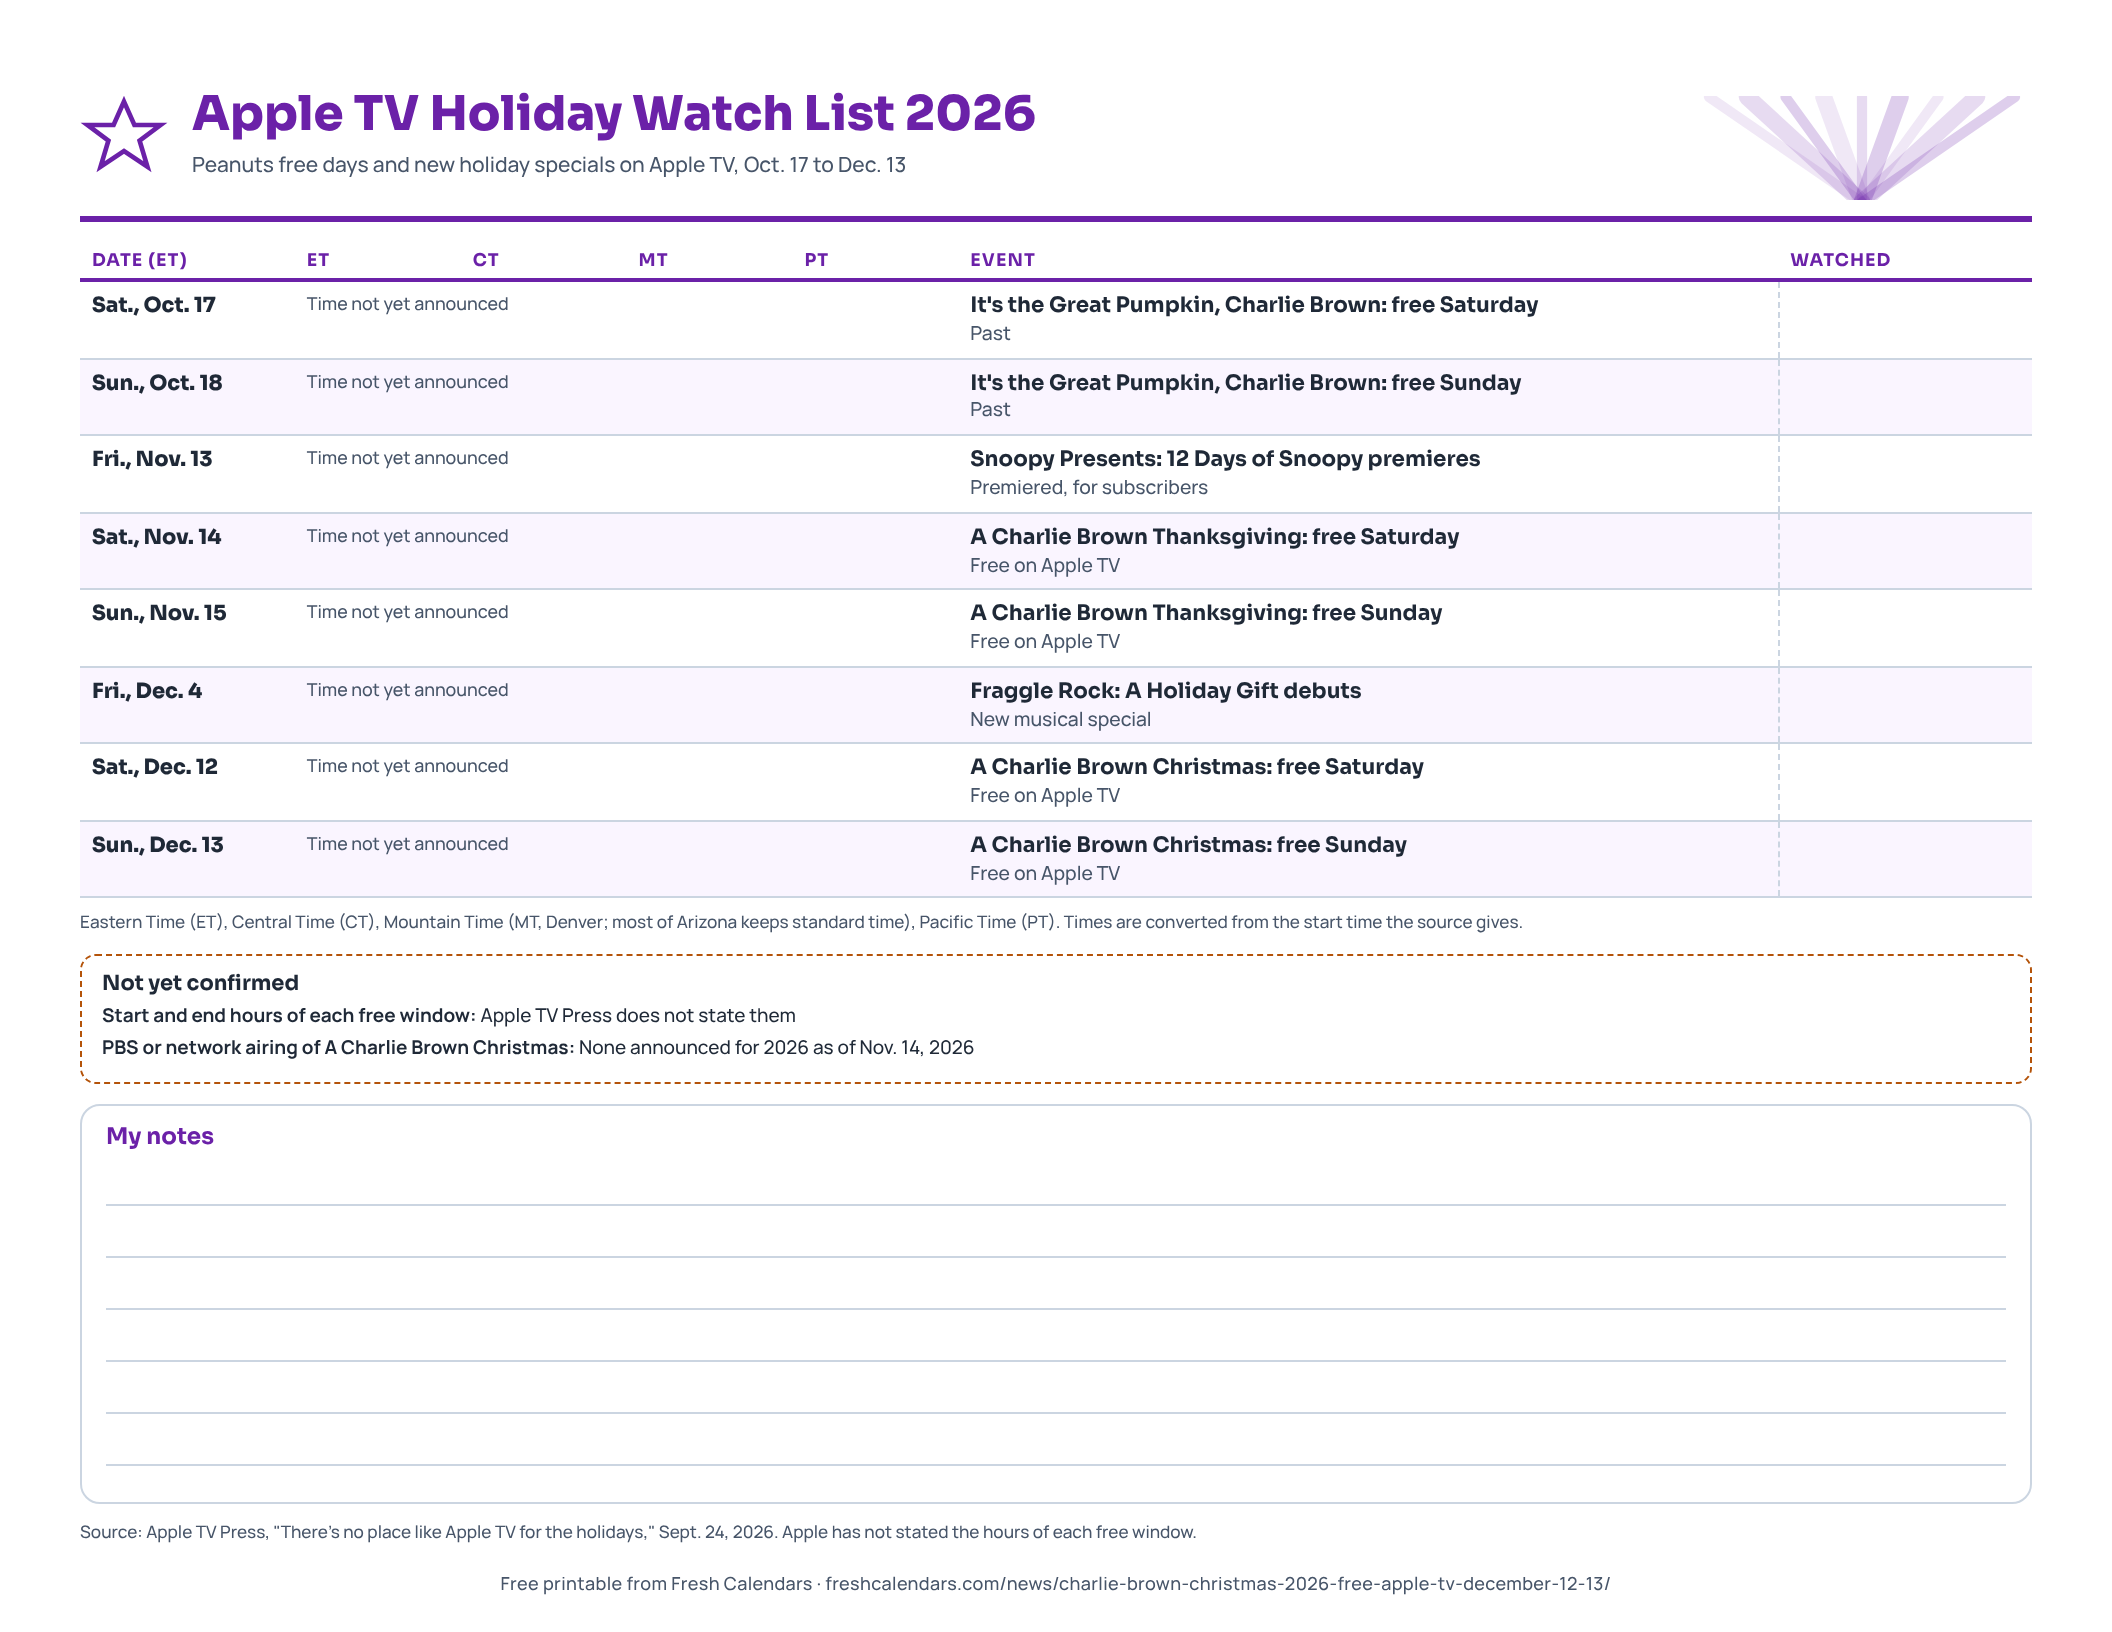 Apple TV Holiday Watch List 2026
Peanuts free days and new holiday specials on Apple TV, Oct. 17 to Dec. 13
DATE (ET) ET CT MT PT EVENT WATCHED
Sat., Oct. 17 Time not yet announced It's the Great Pumpkin, Charlie Brown: free Saturday
Past
Sun., Oct. 18 Time not yet announced It's the Great Pumpkin, Charlie Brown: free Sunday
Past
Fri., Nov. 13 Time not yet announced Snoopy Presents: 12 Days of Snoopy premieres
Premiered, for subscribers
Sat., Nov. 14 Time not yet announced A Charlie Brown Thanksgiving: free Saturday
Free on Apple TV
Sun., Nov. 15 Time not yet announced A Charlie Brown Thanksgiving: free Sunday
Free on Apple TV
Fri., Dec. 4 Time not yet announced Fraggle Rock: A Holiday Gift debuts
New musical special
Sat., Dec. 12 Time not yet announced A Charlie Brown Christmas: free Saturday
Free on Apple TV
Sun., Dec. 13 Time not yet announced A Charlie Brown Christmas: free Sunday
Free on Apple TV
Eastern Time (ET), Central Time (CT), Mountain Time (MT, Denver; most of Arizona keeps standard time), Pacific Time (PT). Times are converted from the start time the source gives.
Not yet confirmed
Start and end hours of each free window: Apple TV Press does not state them
PBS or network airing of A Charlie Brown Christmas: None announced for 2026 as of Nov. 14, 2026
My notes
Source: Apple TV Press, "There's no place like Apple TV for the holidays," Sept. 24, 2026. Apple has not stated the hours of each free window.
Free printable from Fresh Calendars · freshcalendars.com/news/charlie-brown-christmas-2026-free-apple-tv-december-12-13/